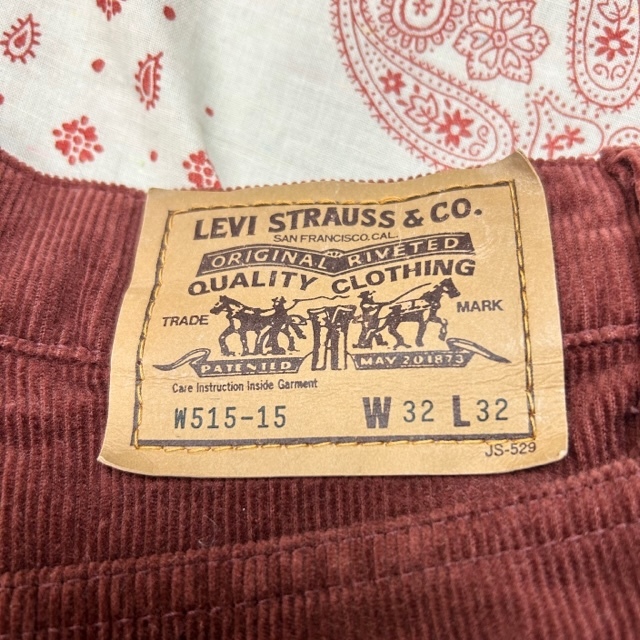 LEVI STRAUSS & CO.
SAN FRANCISCO, CAL.
ORIGINAL RIVETED
QUALITY CLOTHING
TRADE MARK
PATENTED MAY 20 1873
Care Instruction Inside Garment
W515-15 W 32 L 32
JS-529